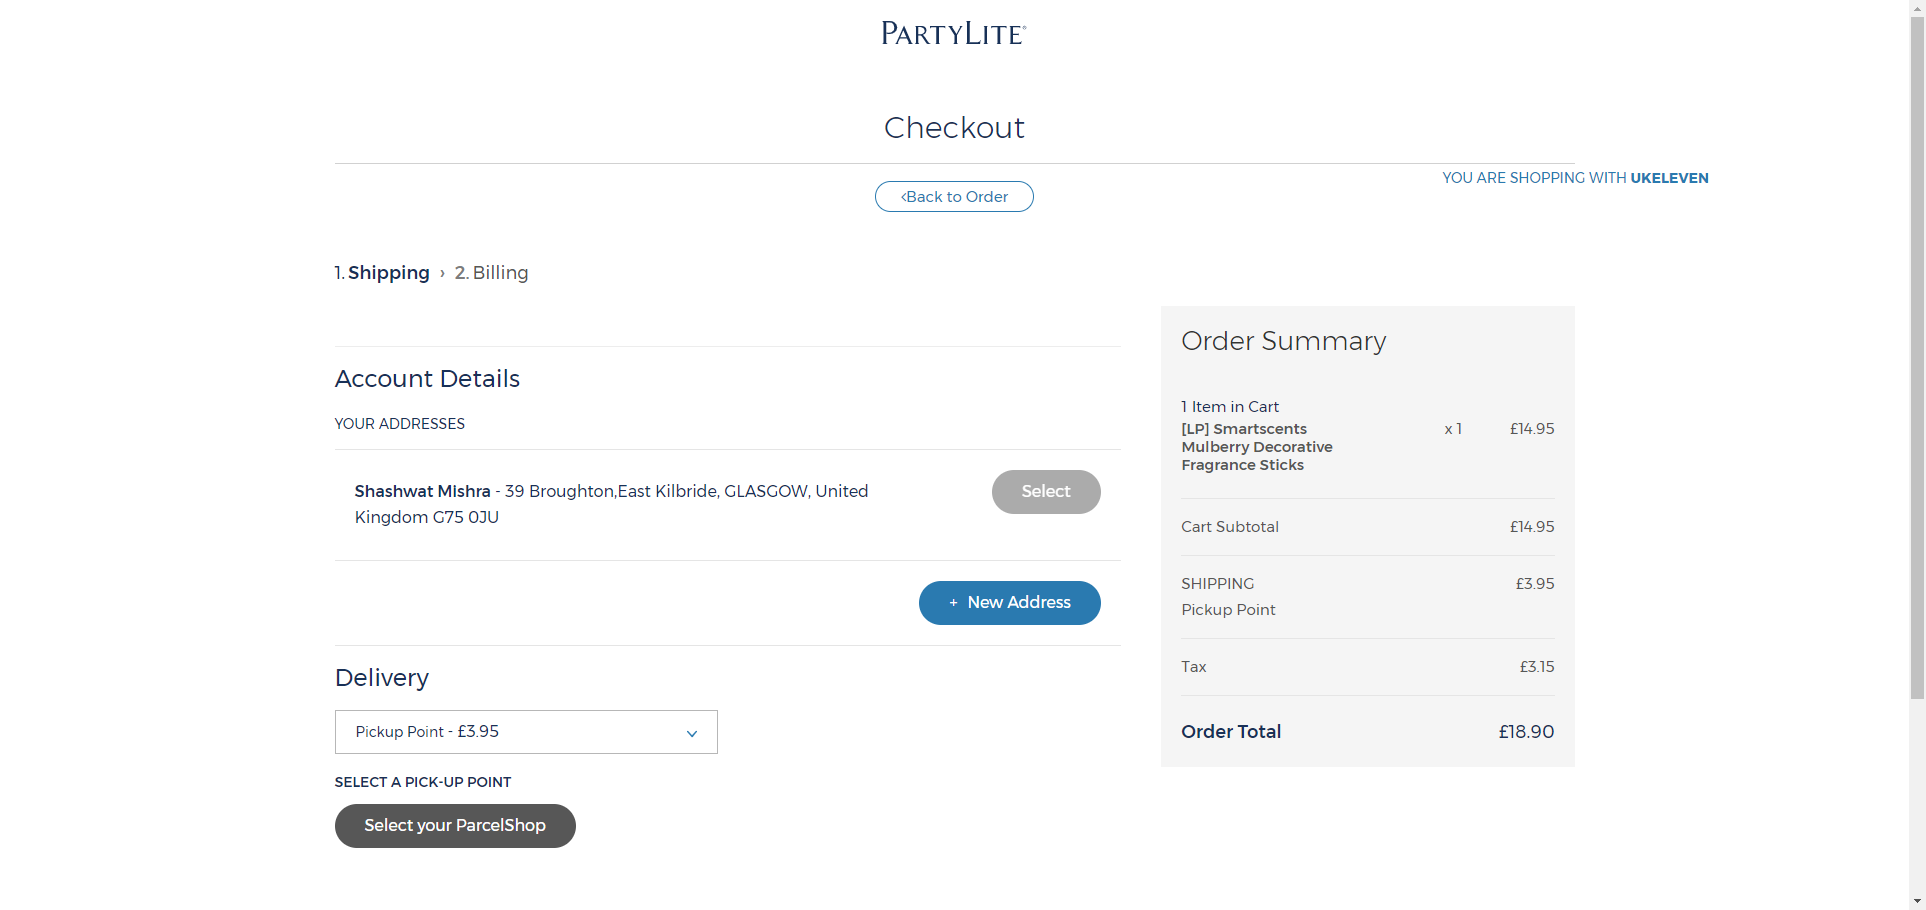 PARTYLITE®
Checkout
YOU ARE SHOPPING WITH UKELEVEN
‹Back to Order
1. Shipping › 2. Billing
Account Details
YOUR ADDRESSES
Shashwat Mishra - 39 Broughton,East Kilbride, GLASGOW, United
Kingdom G75 0JU
Select
+ New Address
Delivery
Pickup Point - £3.95
SELECT A PICK-UP POINT
Select your ParcelShop
Order Summary
1 Item in Cart
[LP] Smartscents x 1 £14.95
Mulberry Decorative
Fragrance Sticks
Cart Subtotal £14.95
SHIPPING £3.95
Pickup Point
Tax £3.15
Order Total £18.90